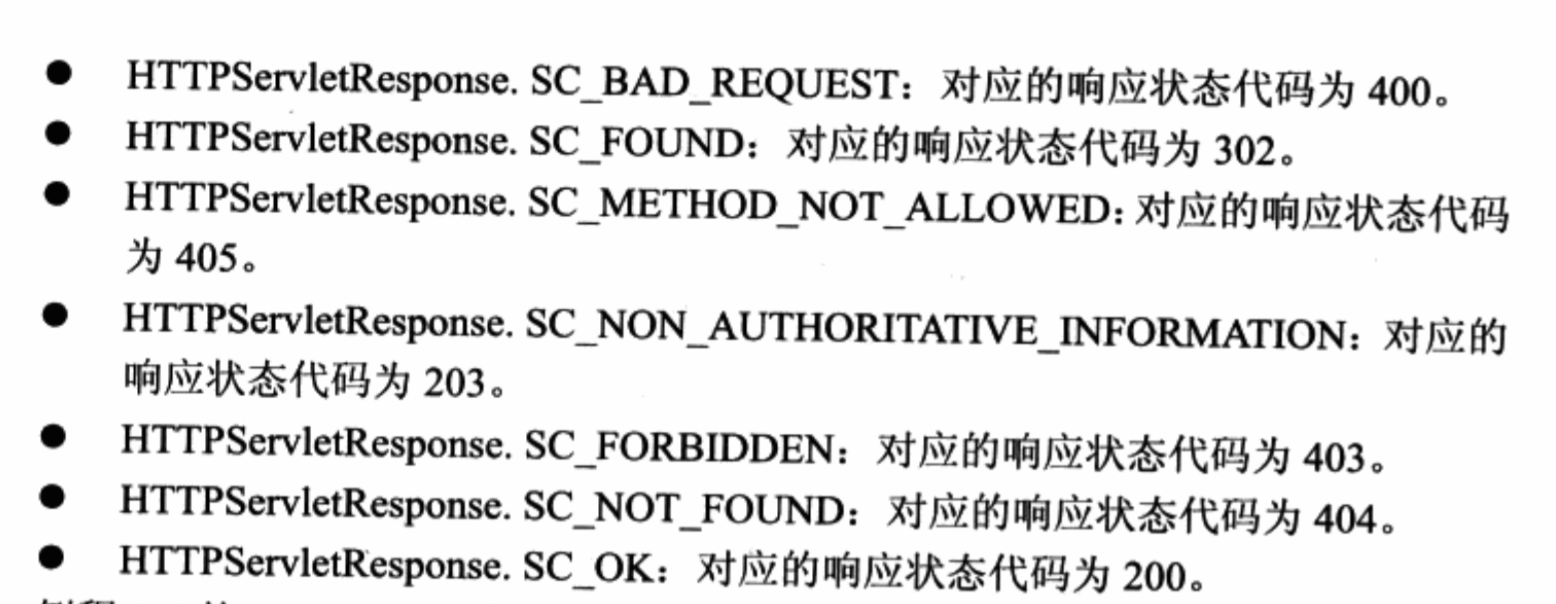 ● HTTPServletResponse. SC_BAD_REQUEST：对应的响应状态代码为 400。
● HTTPServletResponse. SC_FOUND：对应的响应状态代码为 302。
● HTTPServletResponse. SC_METHOD_NOT_ALLOWED：对应的响应状态代码
为 405。
● HTTPServletResponse. SC_NON_AUTHORITATIVE_INFORMATION：对应的
响应状态代码为 203。
● HTTPServletResponse. SC_FORBIDDEN：对应的响应状态代码为 403。
● HTTPServletResponse. SC_NOT_FOUND：对应的响应状态代码为 404。
● HTTPServletResponse. SC_OK：对应的响应状态代码为 200。